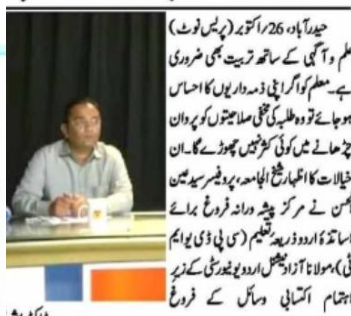 حیدرآباد، 26/اکتوبر (پریس نوٹ)
علم و آگہی کے ساتھ تربیت بھی ضروری
ہے۔ معلم کو اگر اپنی ذمہ داریوں کا احساس
ہو جائے تو وہ طلبہ کی مخفی صلاحیتوں کو پروان
چڑھانے میں کوئی کسر نہیں چھوڑے گا۔ ان
خیالات کا اظہار شیخ الجامعہ، پروفیسر سید عین
الحسن نے مرکز پیشہ ورانہ فروغ برائے
اساتذۂ اردو ذریعہ تعلیم (سی پی ڈی یو ایم
ٹی)، مولانا آزاد نیشنل اردو یونیورسٹی کے زیر
اہتمام اکتسابی وسائل کے فروغ